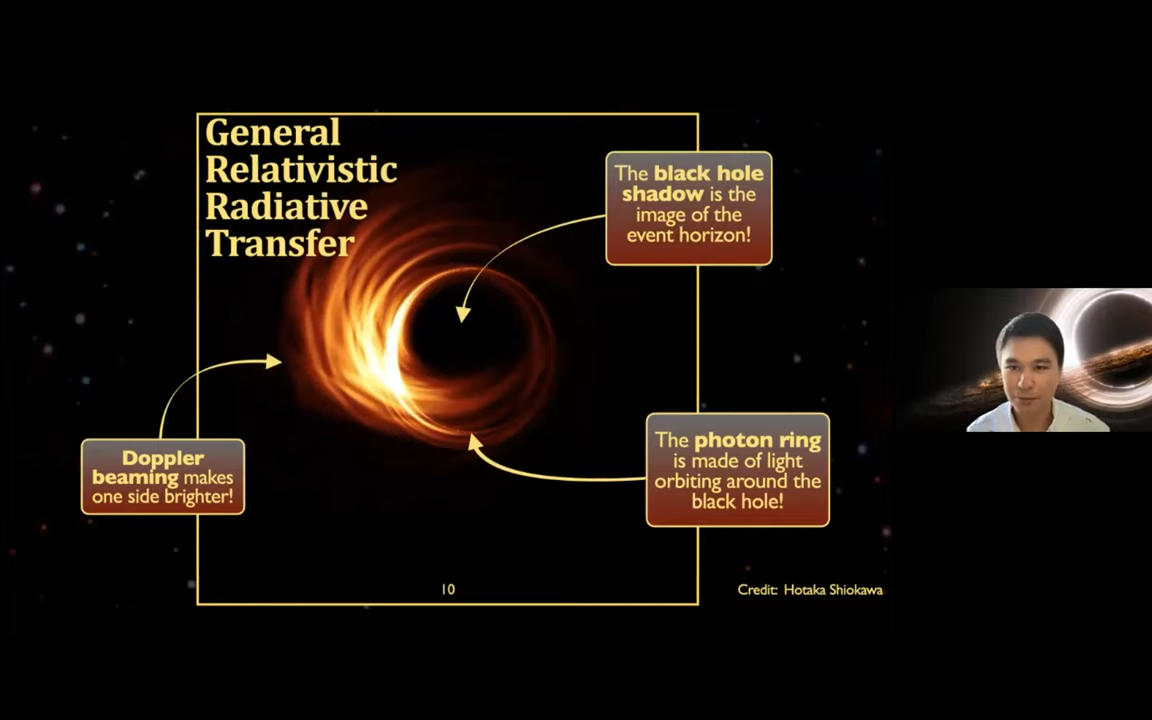 General
Relativistic
Radiative
Transfer
The black hole
shadow is the
image of the
event horizon!
Doppler
beaming makes
one side brighter!
The photon ring
is made of light
orbiting around the
black hole!
10
Credit: Hotaka Shiokawa